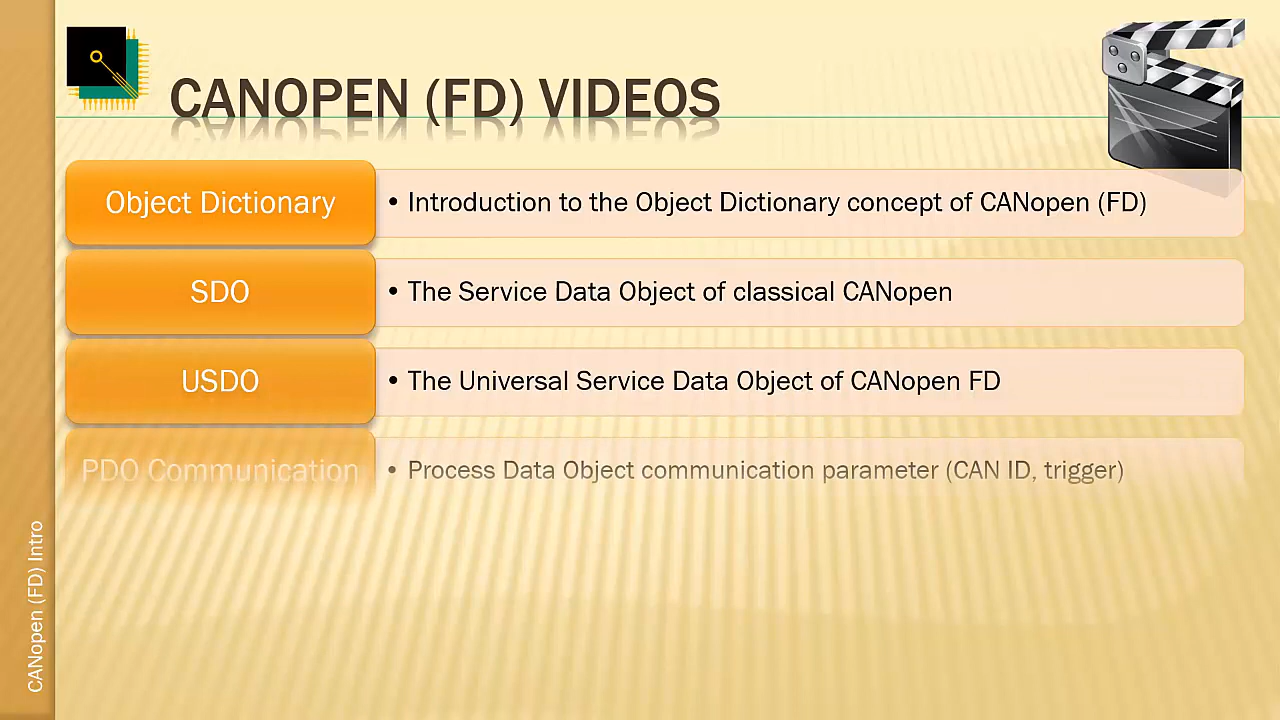 CANOPEN (FD) VIDEOS
Object Dictionary
• Introduction to the Object Dictionary concept of CANopen (FD)
SDO
• The Service Data Object of classical CANopen
USDO
• The Universal Service Data Object of CANopen FD
PDO Communication
• Process Data Object communication parameter (CAN ID, trigger)
CANopen (FD) Intro